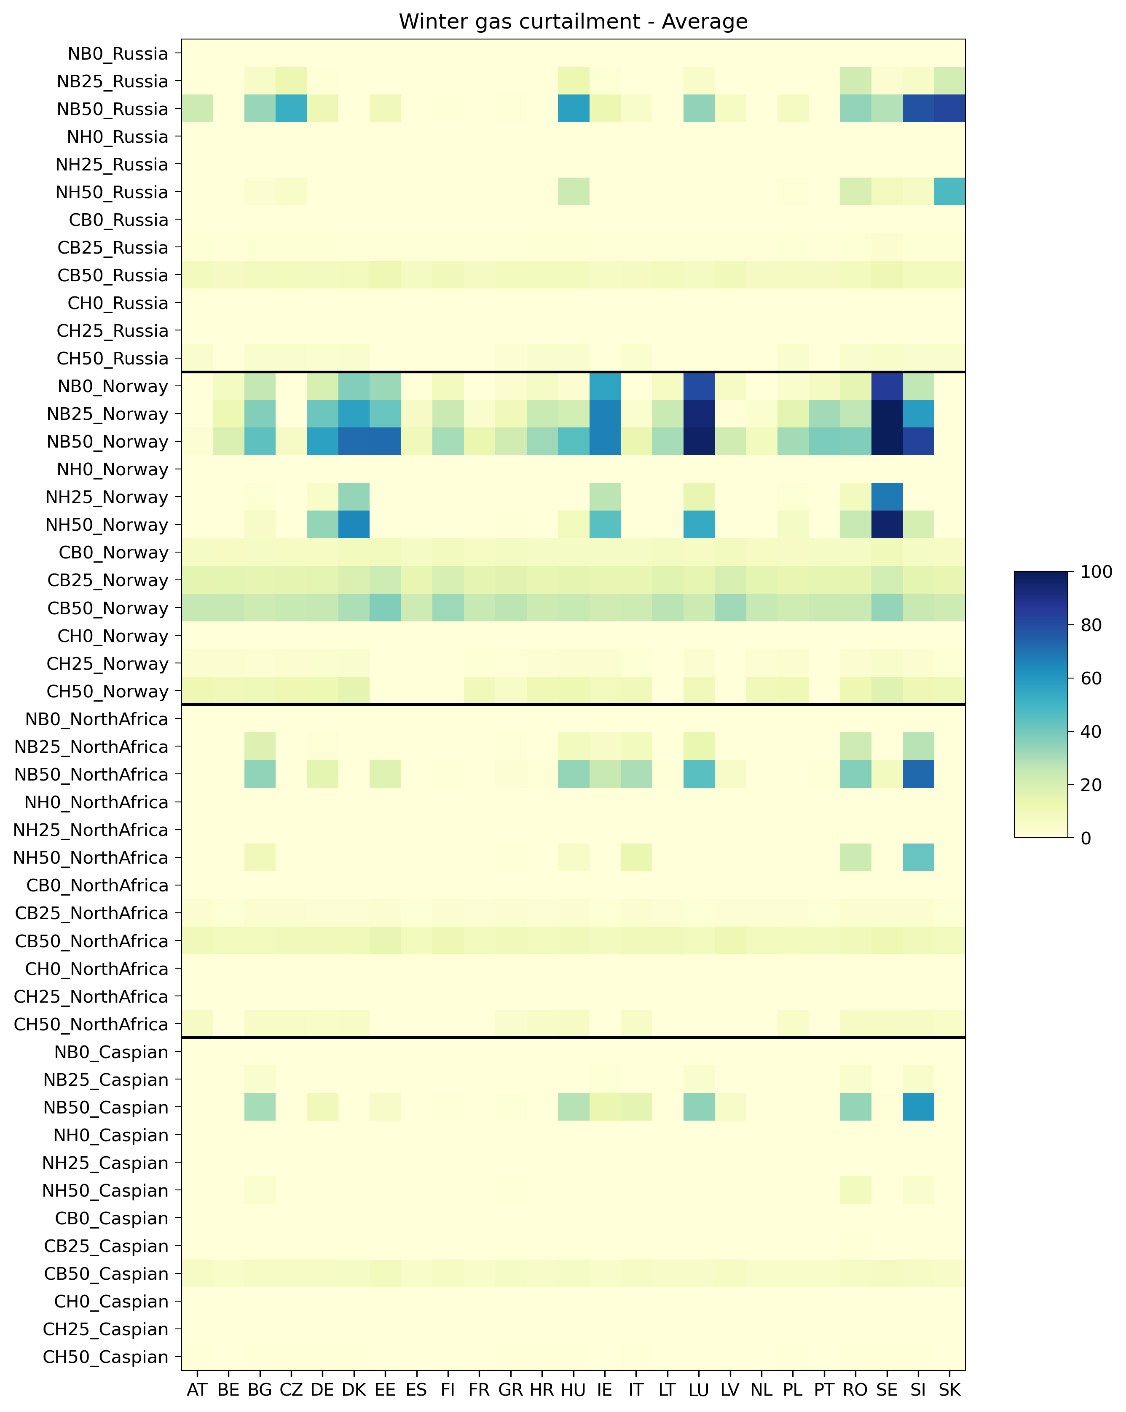 Winter gas curtailment - Average
NB0_Russia
NB25_Russia
NB50_Russia
NH0_Russia
NH25_Russia
NH50_Russia
CB0_Russia
CB25_Russia
CB50_Russia
CH0_Russia
CH25_Russia
CH50_Russia
NB0_Norway
NB25_Norway
NB50_Norway
NH0_Norway
NH25_Norway
NH50_Norway
CB0_Norway
CB25_Norway
CB50_Norway
CH0_Norway
CH25_Norway
CH50_Norway
NB0_NorthAfrica
NB25_NorthAfrica
NB50_NorthAfrica
NH0_NorthAfrica
NH25_NorthAfrica
NH50_NorthAfrica
CB0_NorthAfrica
CB25_NorthAfrica
CB50_NorthAfrica
CH0_NorthAfrica
CH25_NorthAfrica
CH50_NorthAfrica
NB0_Caspian
NB25_Caspian
NB50_Caspian
NH0_Caspian
NH25_Caspian
NH50_Caspian
CB0_Caspian
CB25_Caspian
CB50_Caspian
CH0_Caspian
CH25_Caspian
CH50_Caspian
AT BE BG CZ DE DK EE ES FI FR GR HR HU IE IT LT LU LV NL PL PT RO SE SI SK
100
80
60
40
20
0